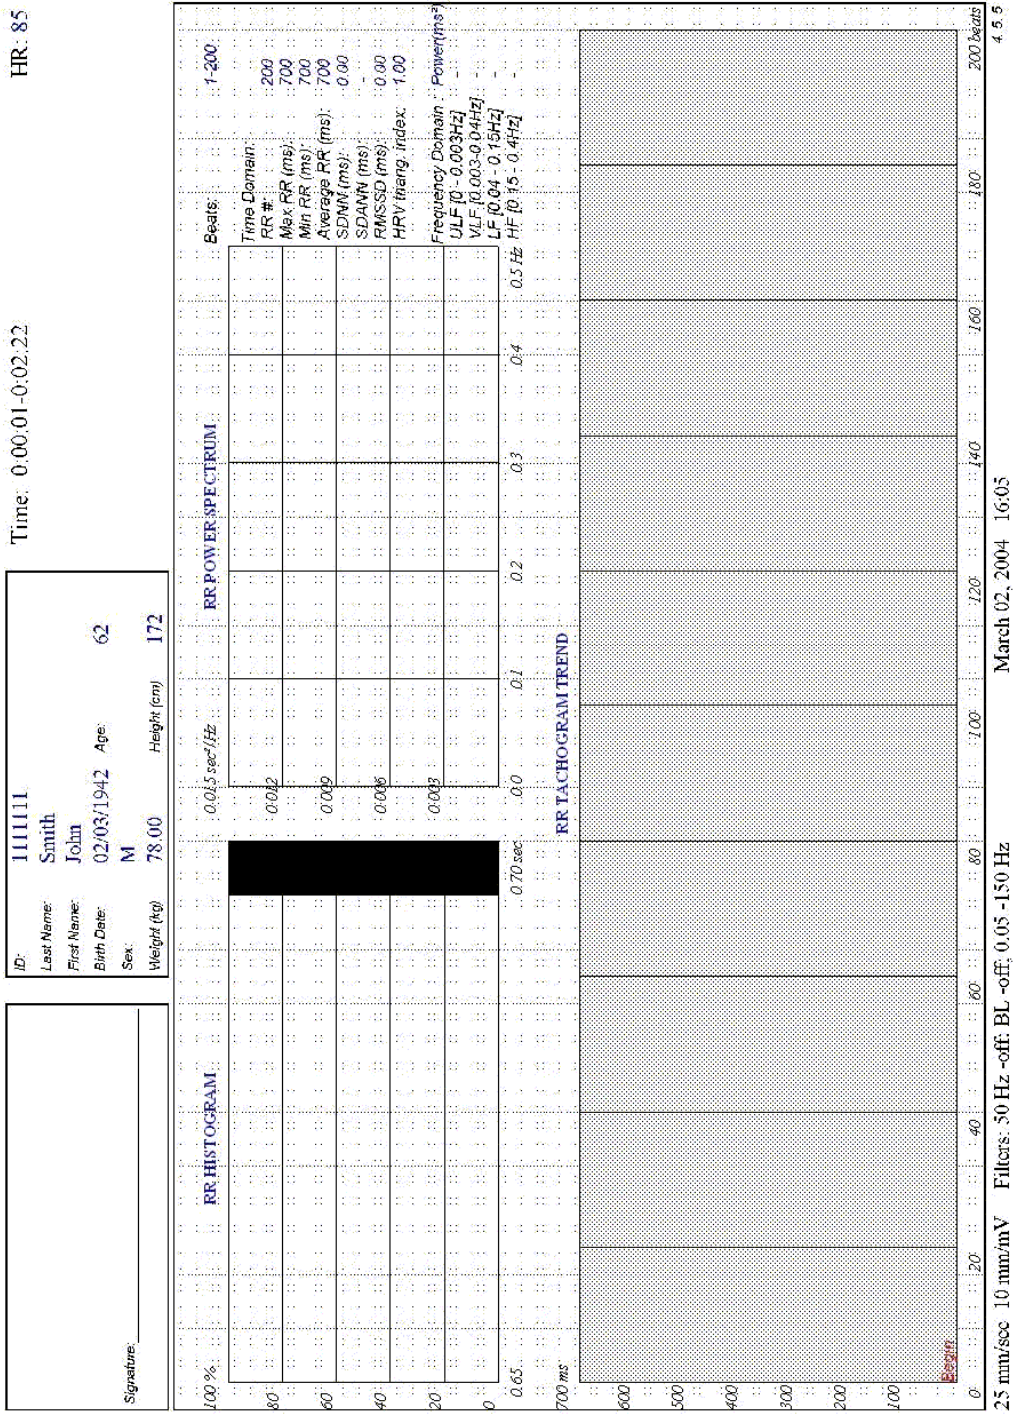 Signature:
ID: 1111111
Last Name: Smith
First Name: John
Birth Date: 02/03/1942 Age: 62
Sex: M
Weight (kg) 78.00 Height (cm) 172
Time: 0:00:01-0:02:22
HR: 85
RR HISTOGRAM
100 %
80
60
40
20
0
0.65
0.70 sec
RR POWER SPECTRUM
0.015 sec²/Hz
0.012
0.009
0.006
0.003
0.0 0.1 0.2 0.3 0.4 0.5 Hz
Beats: 1-200
Time Domain:
RR #: 200
Max RR (ms): 700
Min RR (ms): 700
Average RR (ms): 700
SDNN (ms): 0.00
SDANN (ms): -
RMSSD (ms): 0.00
HRV triang. index: 1.00
Frequency Domain : Power(ms²)
ULF [0 - 0.003Hz] -
VLF [0.003-0.04Hz] -
LF [0.04 - 0.15Hz] -
HF [0.15 - 0.4Hz] -
RR TACHOGRAM TREND
700 ms
600
500
400
300
200
100
Begin
0 20 40 60 80 100 120 140 160 180 200 beats
25 mm/sec 10 mm/mV Filters: 50 Hz -off; BL -off; 0.05 -150 Hz March 02, 2004 16:05 4.5.5